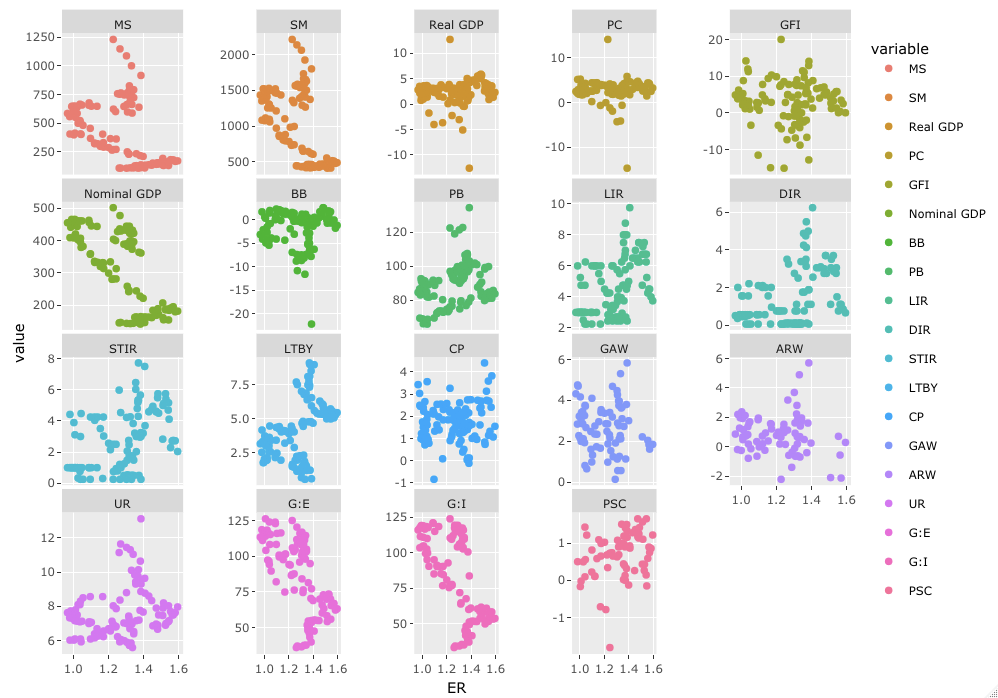 MS SM Real GDP PC GFI
1250 1000 750 500 250
2000 1500 1000 500
10 5 0 -5 -10
10 0 -10
20 10 0 -10
variable
MS
SM
Real GDP
PC
GFI
Nominal GDP
BB
PB
LIR
DIR
STIR
LTBY
CP
GAW
ARW
UR
G:E
G:I
PSC
Nominal GDP BB PB LIR DIR
500 400 300 200
0 -5 -10 -15 -20
120 100 80
10 8 6 4 2
6 4 2 0
value
STIR LTBY CP GAW ARW
8 6 4 2 0
7.5 5.0 2.5
4 3 2 1 0 -1
6 4 2 0
6 4 2 0 -2
1.0 1.2 1.4 1.6
UR G:E G:I PSC
12 10 8 6
125 100 75 50
125 100 75 50
1 0 -1
1.0 1.2 1.4 1.6 1.0 1.2 1.4 1.6 1.0 1.2 1.4 1.6 1.0 1.2 1.4 1.6
ER